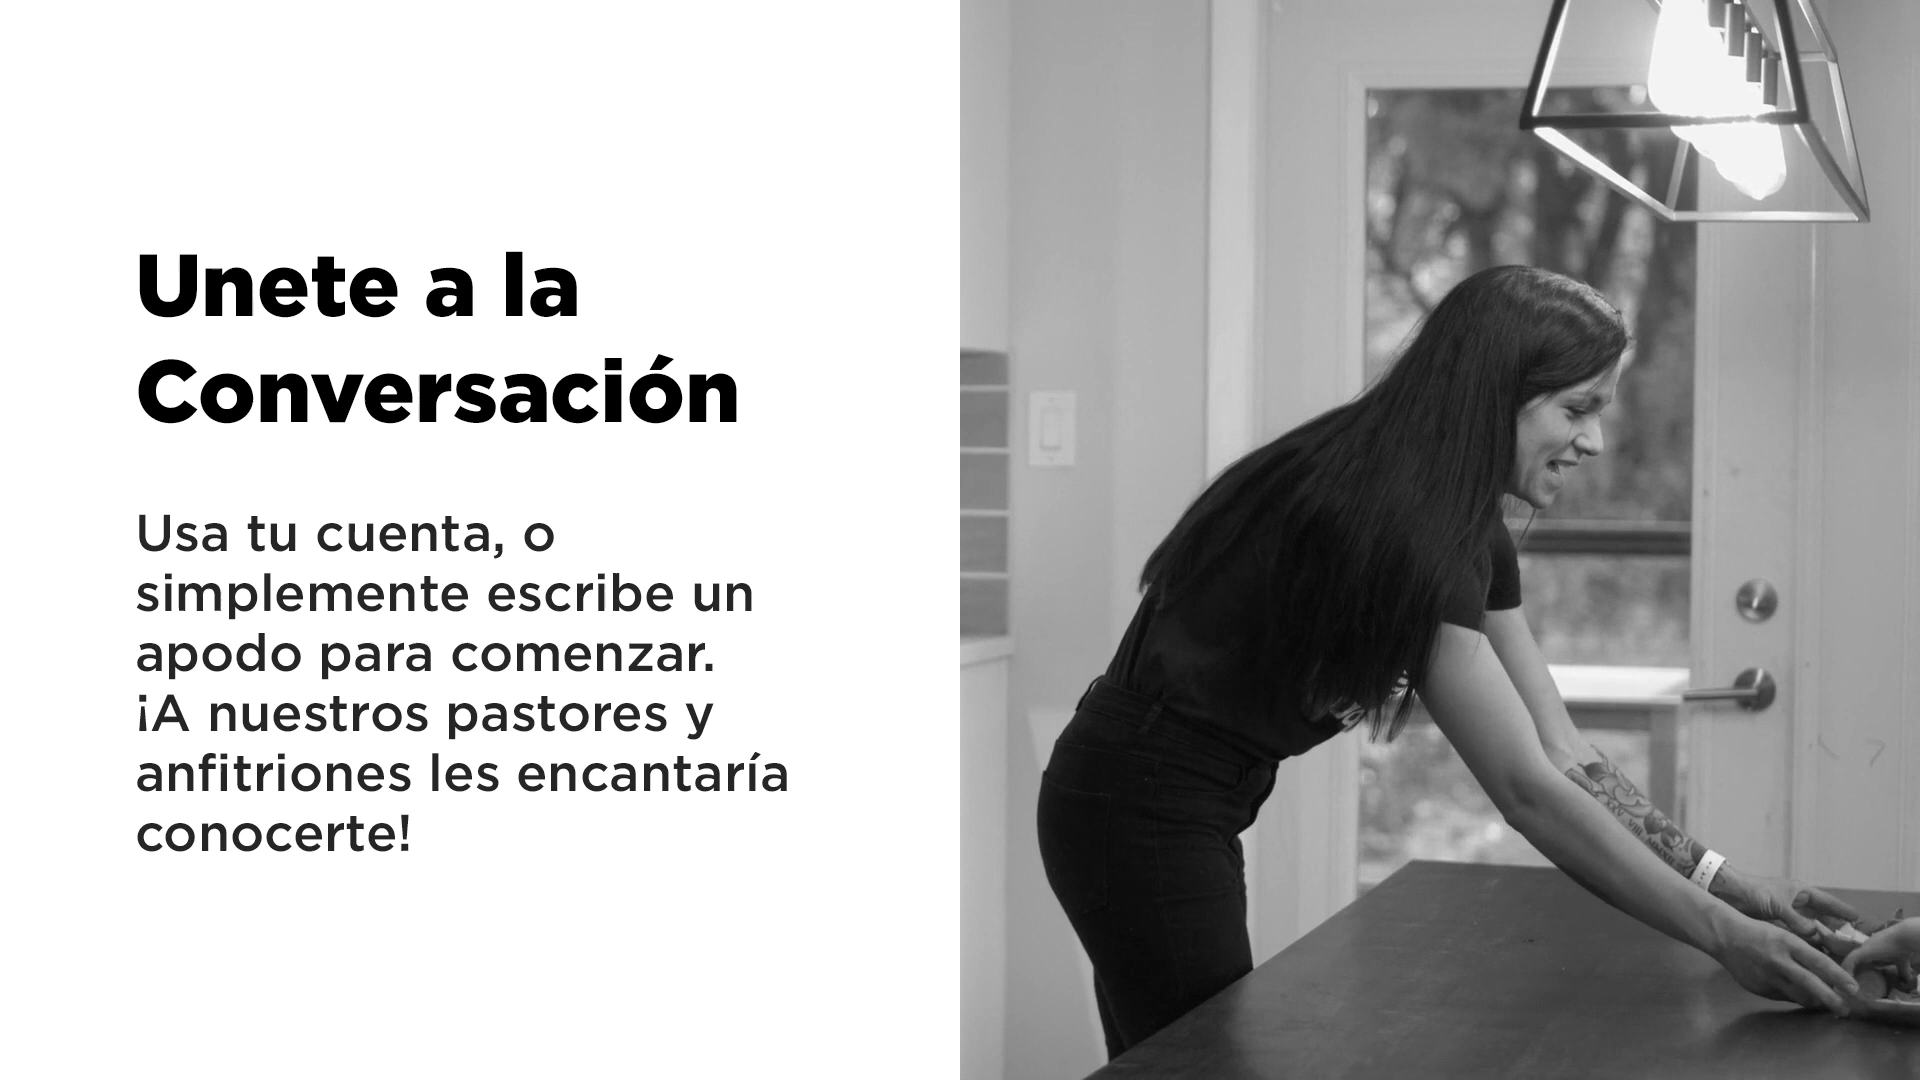 Unete a la
Conversación
Usa tu cuenta, o
simplemente escribe un
apodo para comenzar.
¡A nuestros pastores y
anfitriones les encantaría
conocerte!